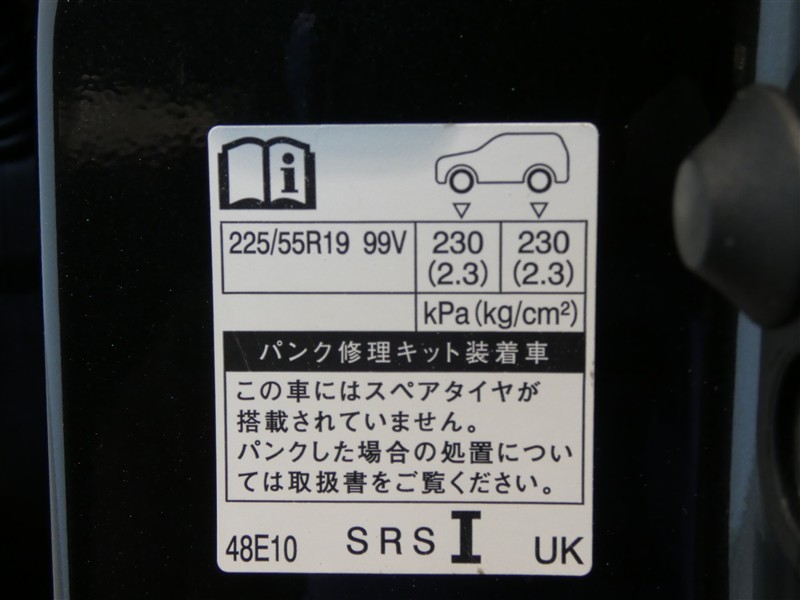 225/55R19 99V 230 230
(2.3) (2.3)
kPa(kg/cm²)
パンク修理キット装着車
この車にはスペアタイヤが
搭載されていません。
パンクした場合の処置につい
ては取扱書をご覧ください。
48E10 SRS I UK